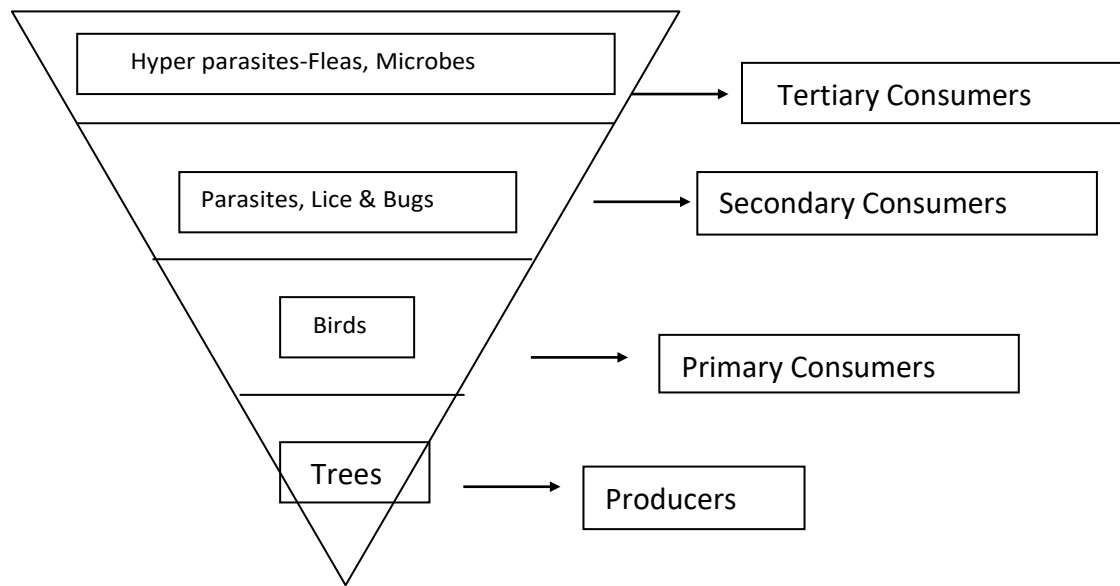 Hyper parasites-Fleas, Microbes
Tertiary Consumers
Parasites, Lice & Bugs
Secondary Consumers
Birds
Primary Consumers
Trees
Producers